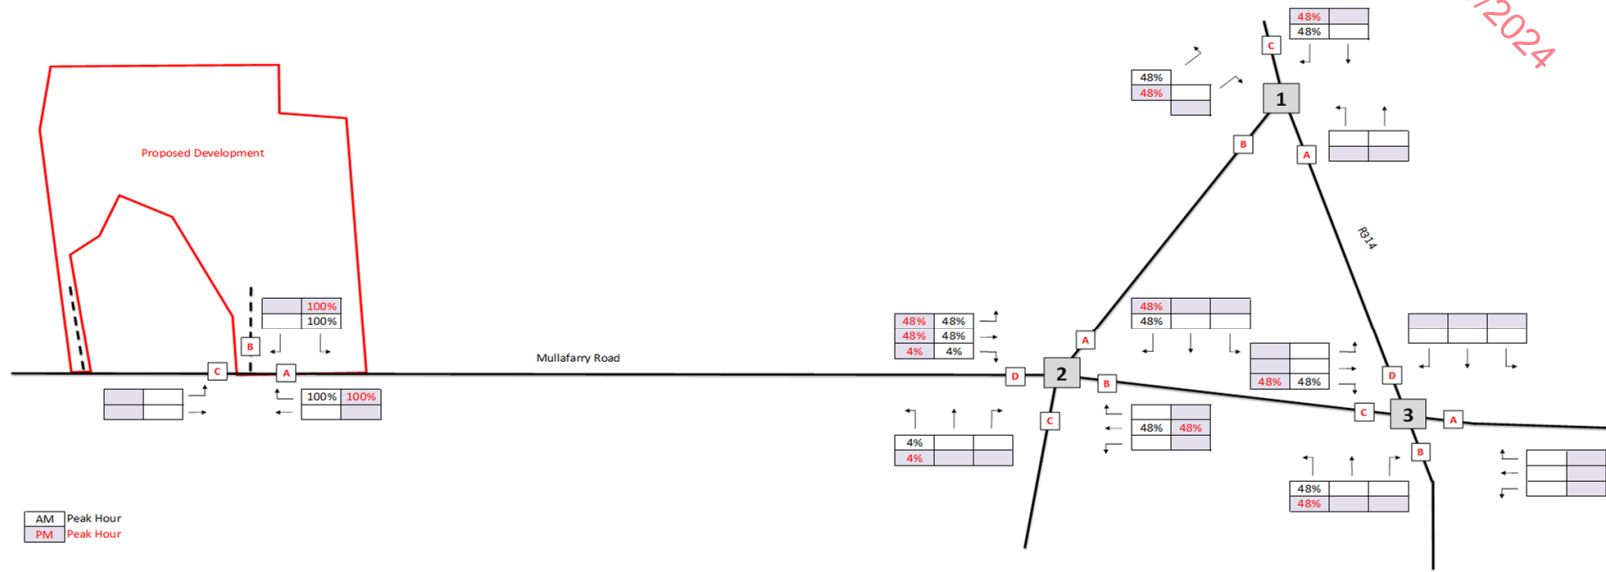 /2024
48%
48%
C
48%
48%
1
B
A
Proposed Development
R314
100%
100%
B
C
A
100% 100%
Mullafarry Road
48% 48%
48% 48%
4% 4%
D
A
2
B
C
48%
48%
4%
4%
48% 48%
48% 48%
D
C
3
A
B
48%
48%
AM Peak Hour
PM Peak Hour